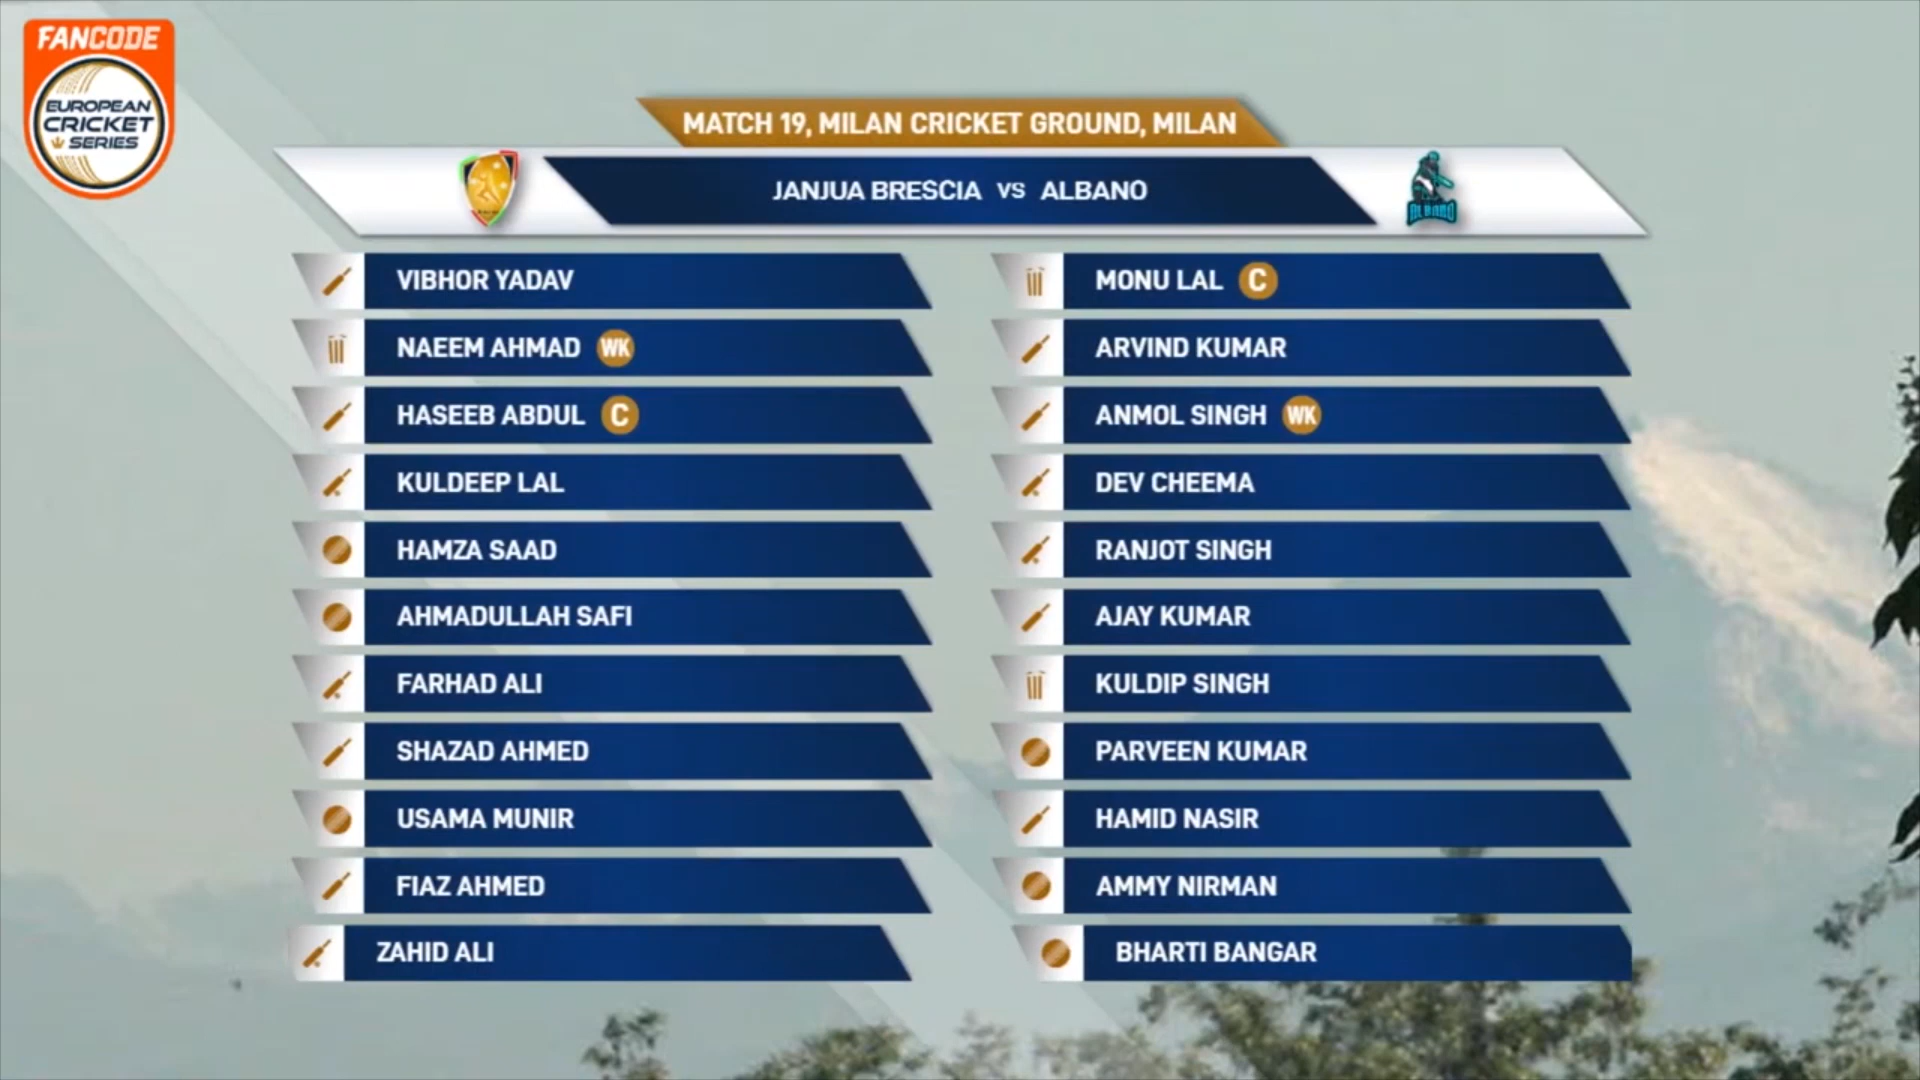 FANCODE
EUROPEAN
CRICKET
SERIES
MATCH 19, MILAN CRICKET GROUND, MILAN
JANJUA BRESCIA VS ALBANO
ALBANO
VIBHOR YADAV
NAEEM AHMAD WK
HASEEB ABDUL C
KULDEEP LAL
HAMZA SAAD
AHMADULLAH SAFI
FARHAD ALI
SHAZAD AHMED
USAMA MUNIR
FIAZ AHMED
ZAHID ALI
MONU LAL C
ARVIND KUMAR
ANMOL SINGH WK
DEV CHEEMA
RANJOT SINGH
AJAY KUMAR
KULDIP SINGH
PARVEEN KUMAR
HAMID NASIR
AMMY NIRMAN
BHARTI BANGAR